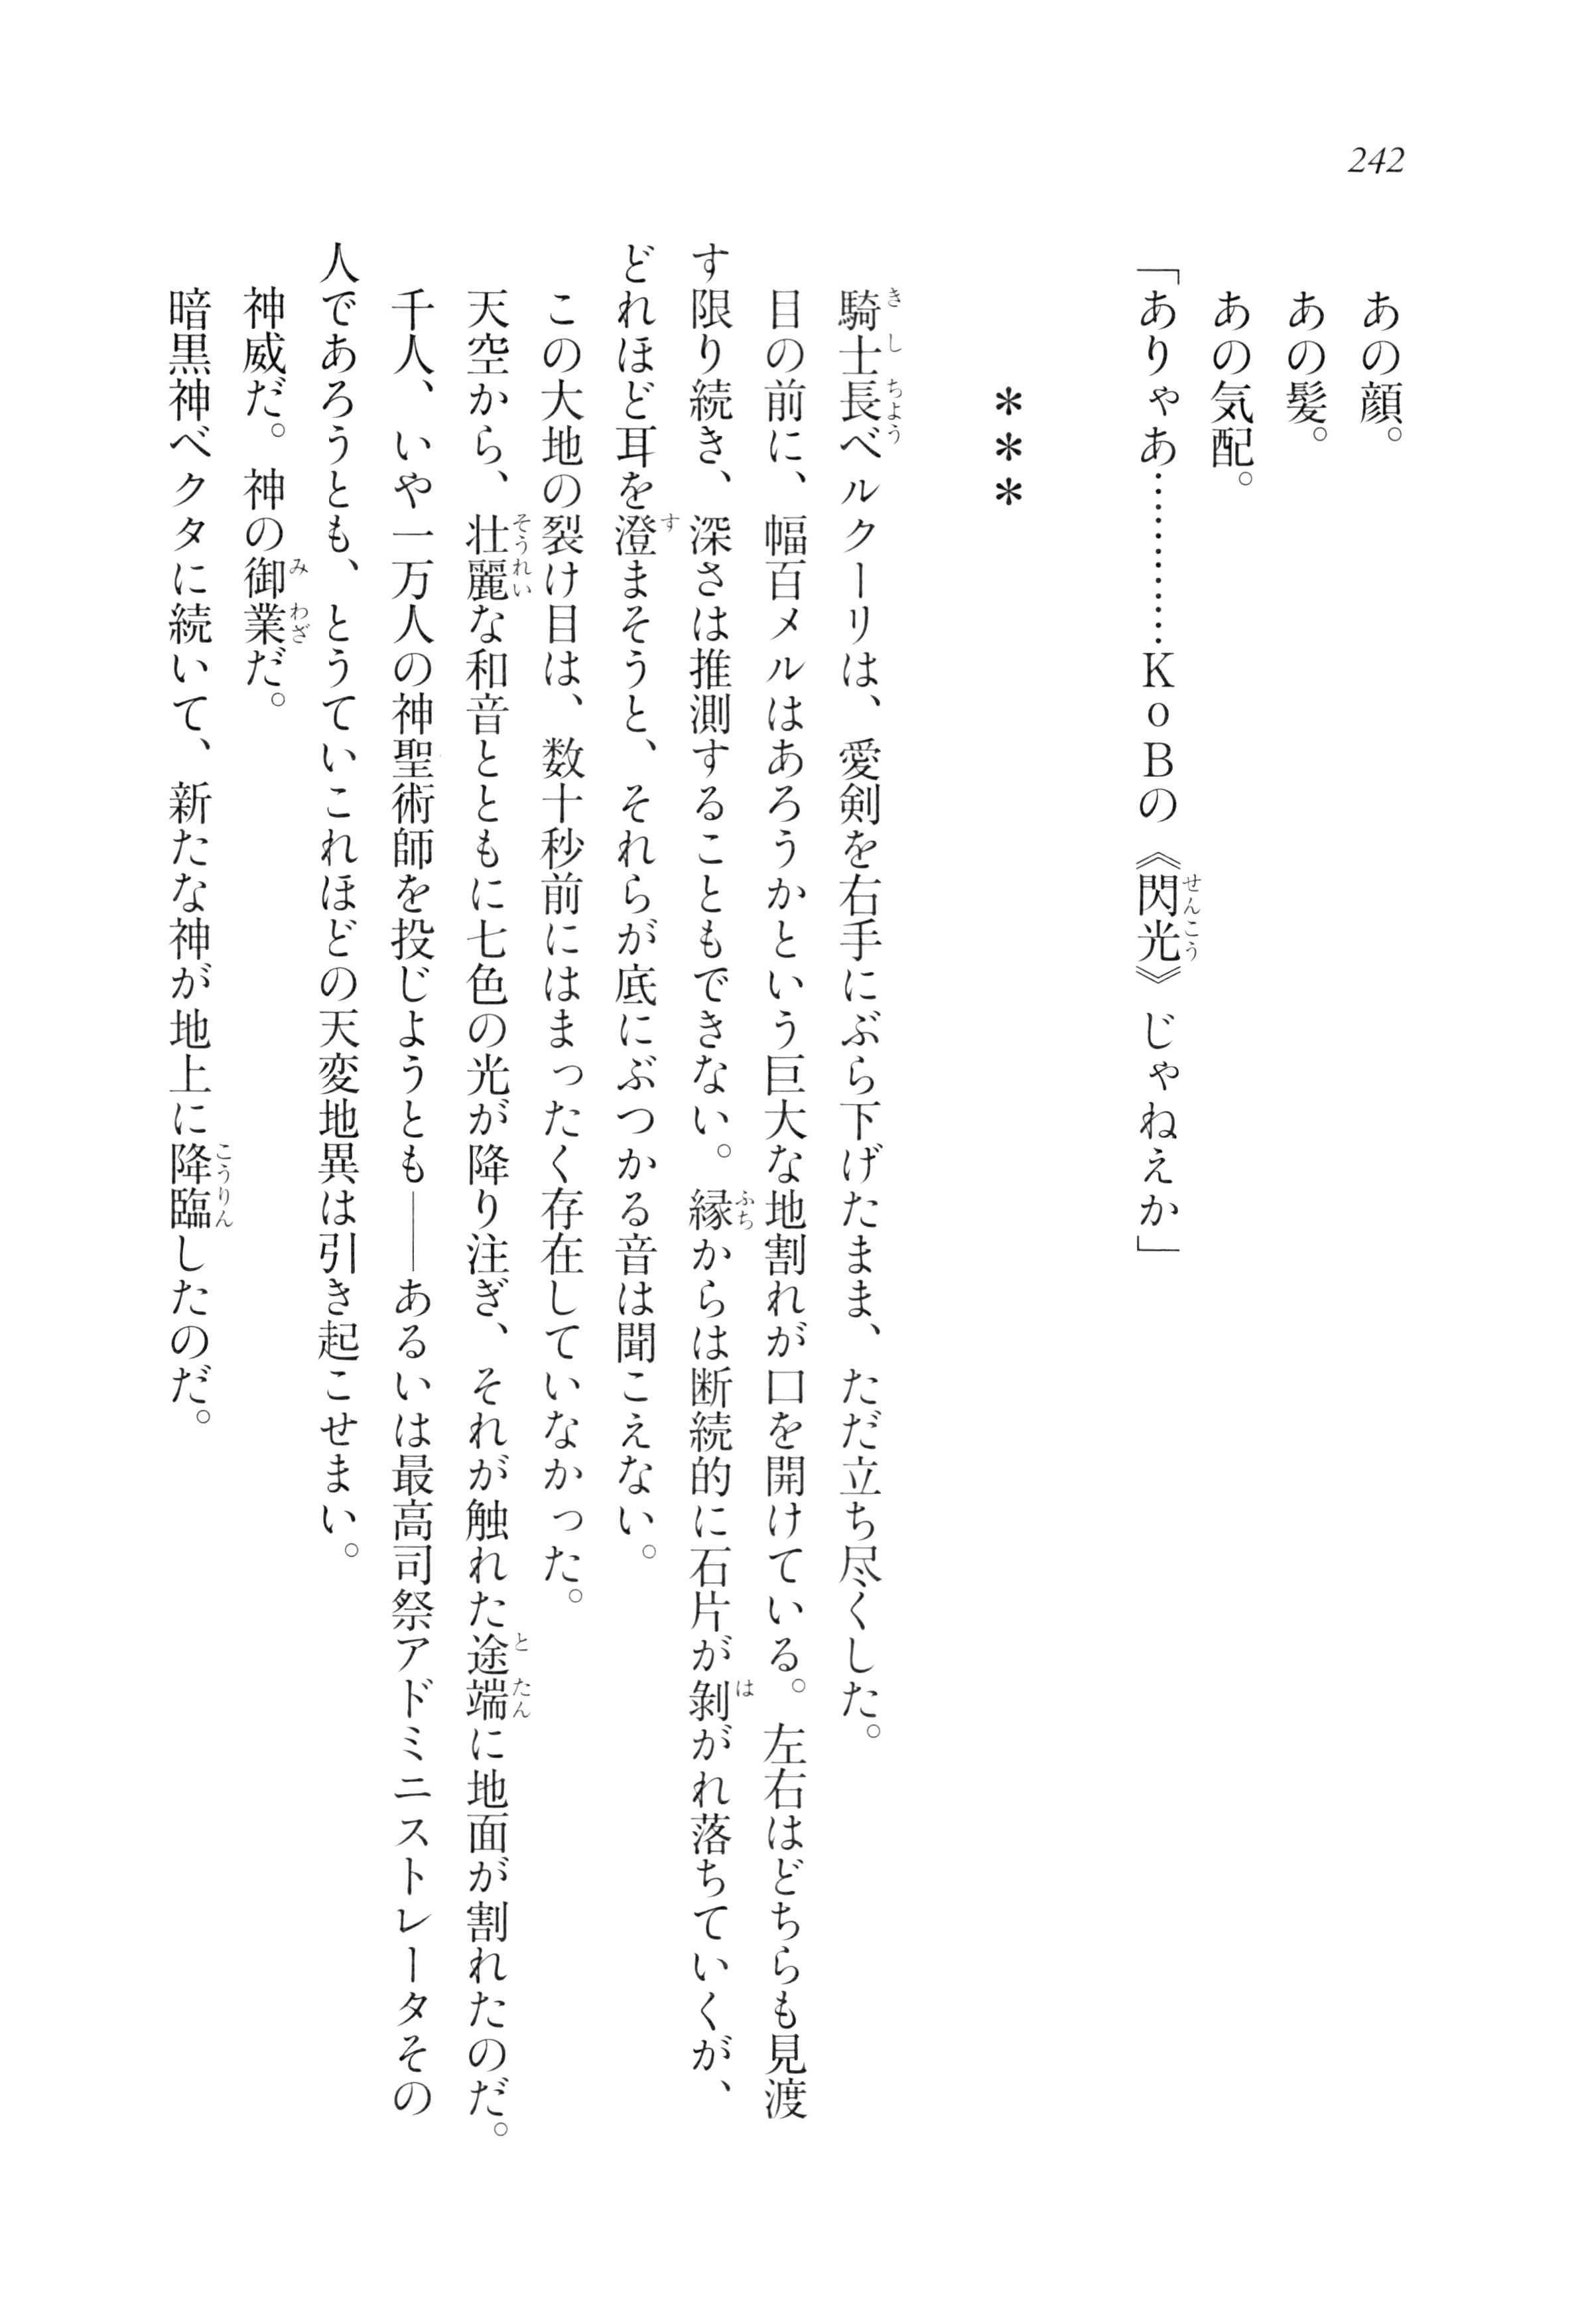 242
あの顔。
あの髪。
あの気配。
「ありゃあ…………KoBの《閃光》じゃねえか」
＊＊＊
騎士長ベルクーリは、愛剣を右手にぶら下げたまま、ただ立ち尽くした。
目の前に、幅百メルはあろうかという巨大な地割れが口を開けている。左右はどちらも見渡
す限り続き、深さは推測することもできない。縁からは断続的に石片が剝がれ落ちていくが、
どれほど耳を澄まそうと、それらが底にぶつかる音は聞こえない。
この大地の裂け目は、数十秒前にはまったく存在していなかった。
天空から、壮麗な和音とともに七色の光が降り注ぎ、それが触れた途端に地面が割れたのだ。
千人、いや一万人の神聖術師を投じようとも――あるいは最高司祭アドミニストレータその
人であろうとも、とうていこれほどの天変地異は引き起こせまい。
神威だ。神の御業だ。
暗黒神ベクタに続いて、新たな神が地上に降臨したのだ。